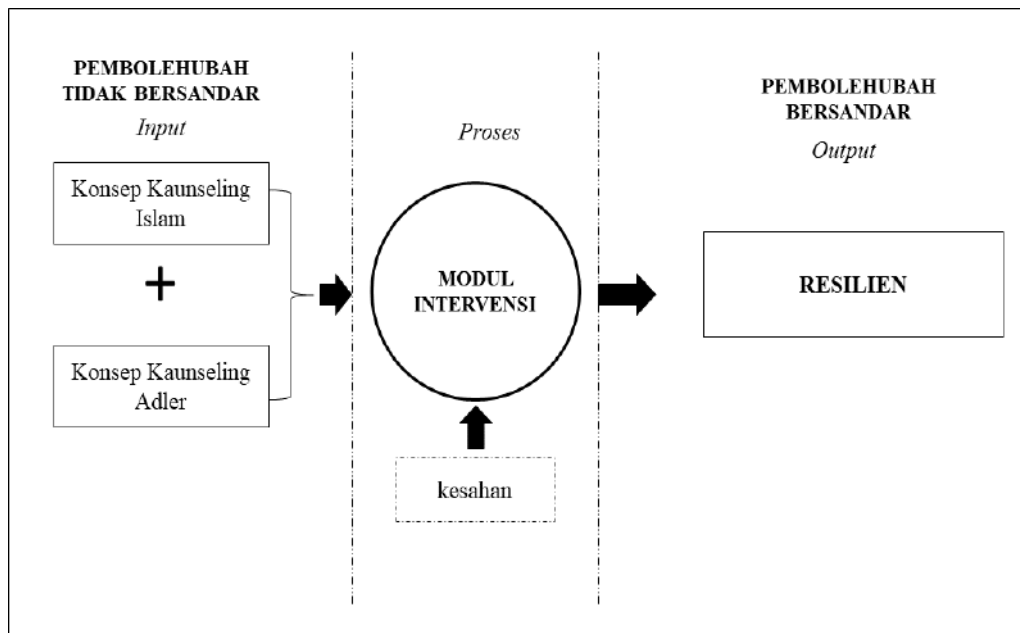 PEMBOLEHUBAH
TIDAK BERSANDAR
Input
Konsep Kaunseling
Islam
+
Konsep Kaunseling
Adler
Proses
MODUL
INTERVENSI
kesahan
PEMBOLEHUBAH
BERSANDAR
Output
RESILIEN